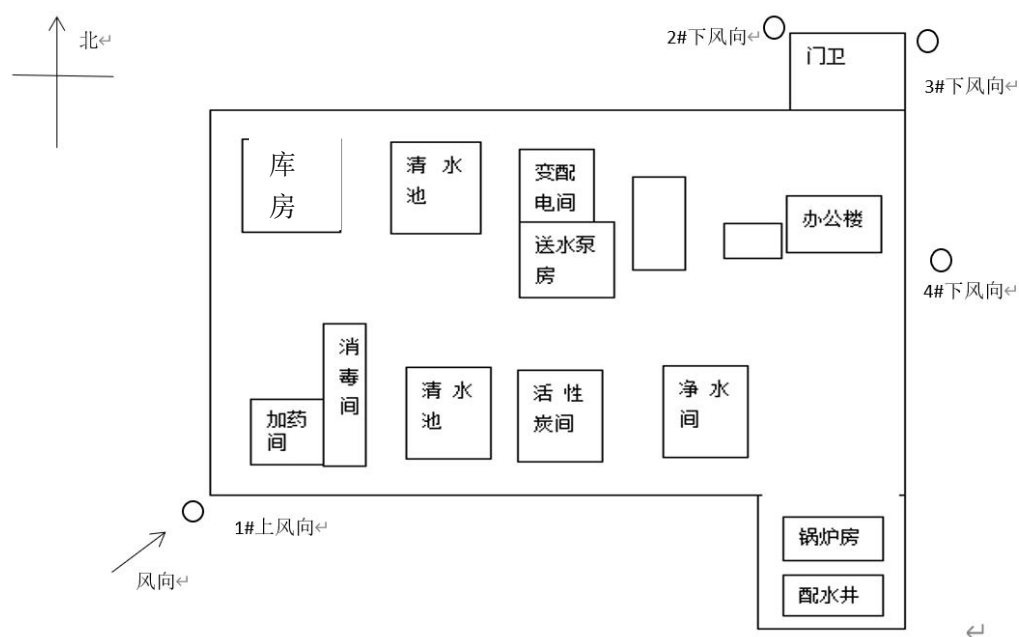 北
2#下风向
门卫
3#下风向
库
房
清 水
池
变配
电间
送水泵
房
办公楼
4#下风向
消
毒
间
加药
间
清 水
池
活 性
炭间
净 水
间
1#上风向
风向
锅炉房
配水井